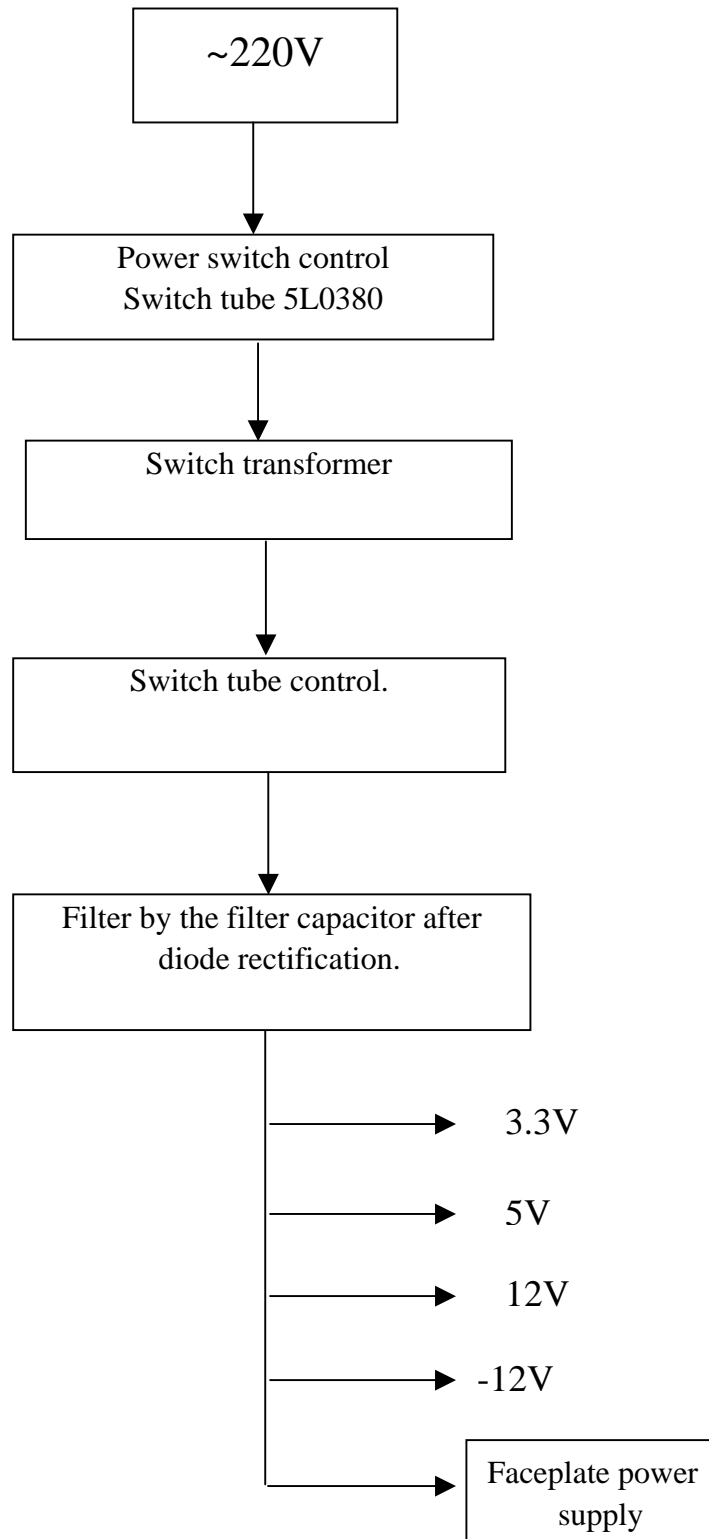 ~220V
Power switch control
Switch tube 5L0380
Switch transformer
Switch tube control.
Filter by the filter capacitor after
diode rectification.
3.3V
5V
12V
-12V
Faceplate power
supply